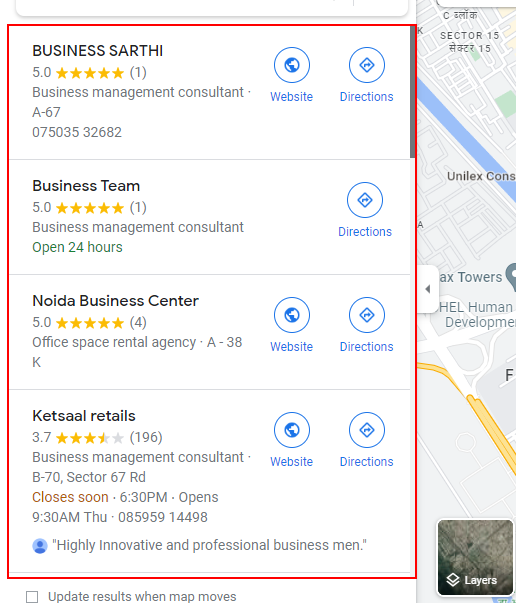 BUSINESS SARTHI
5.0 (1)
Business management consultant ·
A-67
075035 32682
Website
Directions
Business Team
5.0 (1)
Business management consultant
Open 24 hours
Directions
Noida Business Center
5.0 (4)
Office space rental agency · A - 38
K
Website
Directions
Ketsaal retails
3.7 (196)
Business management consultant ·
B-70, Sector 67 Rd
Closes soon · 6:30PM · Opens
9:30AM Thu · 085959 14498
Website
Directions
"Highly Innovative and professional business men."
Update results when map moves
C ब्लॉक
K
SECTOR 15
सेक्टर 15
Unilex Cons
A
ax Towers
HEL Human
Developmen
F
Layers